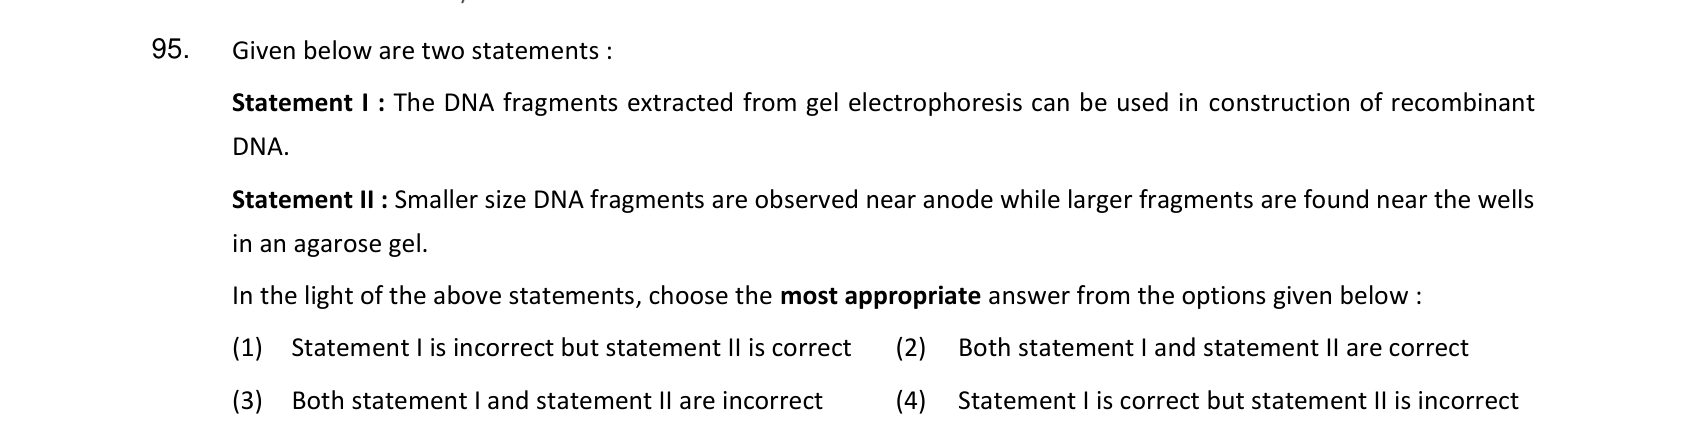 95. Given below are two statements :
Statement I : The DNA fragments extracted from gel electrophoresis can be used in construction of recombinant
DNA.
Statement II : Smaller size DNA fragments are observed near anode while larger fragments are found near the wells
in an agarose gel.
In the light of the above statements, choose the most appropriate answer from the options given below :
(1) Statement I is incorrect but statement II is correct (2) Both statement I and statement II are correct
(3) Both statement I and statement II are incorrect (4) Statement I is correct but statement II is incorrect